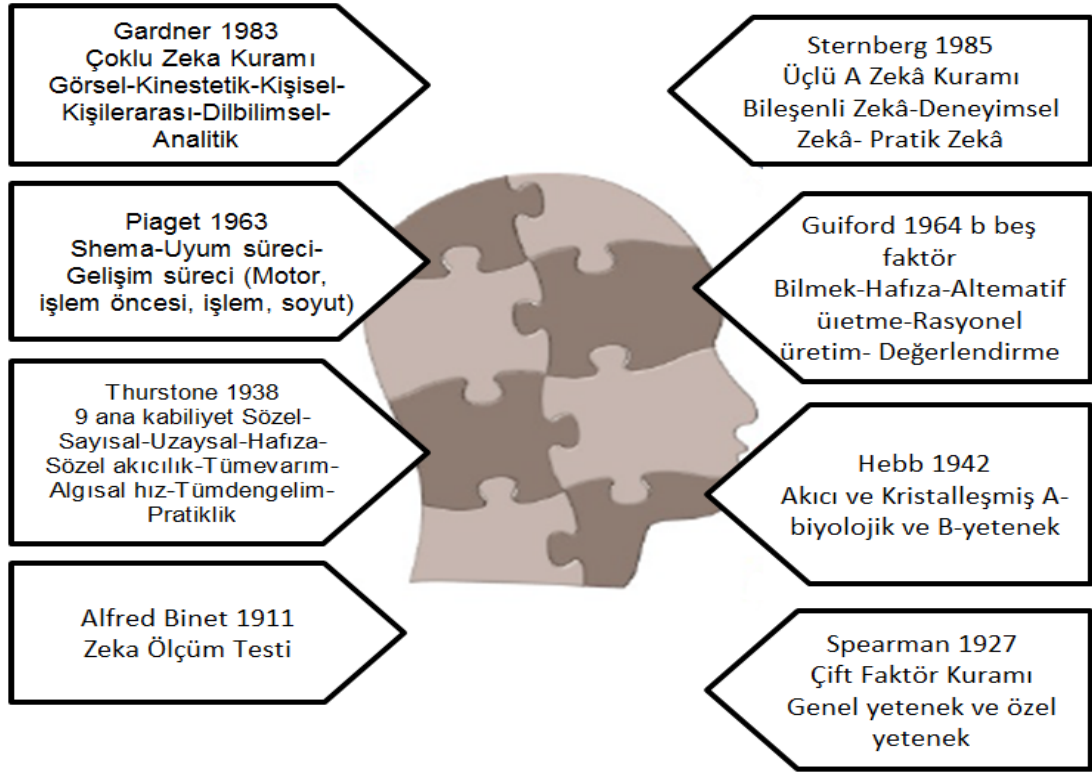 Gardner 1983
Çoklu Zeka Kuramı
Görsel-Kinestetik-Kişisel-
Kişilerarası-Dilbilimsel-
Analitik
Piaget 1963
Shema-Uyum süreci-
Gelişim süreci (Motor,
işlem öncesi, işlem, soyut)
Thurstone 1938
9 ana kabiliyet Sözel-
Sayısal-Uzaysal-Hafıza-
Sözel akıcılık-Tümevarım-
Algısal hız-Tümdengelim-
Pratiklik
Alfred Binet 1911
Zeka Ölçüm Testi
Sternberg 1985
Üçlü A Zekâ Kuramı
Bileşenli Zekâ-Deneyimsel
Zekâ- Pratik Zekâ
Guiford 1964 b beş
faktör
Bilmek-Hafıza-Altematif
üıetme-Rasyonel
üretim- Değerlendirme
Hebb 1942
Akıcı ve Kristalleşmiş A-
biyolojik ve B-yetenek
Spearman 1927
Çift Faktör Kuramı
Genel yetenek ve özel
yetenek